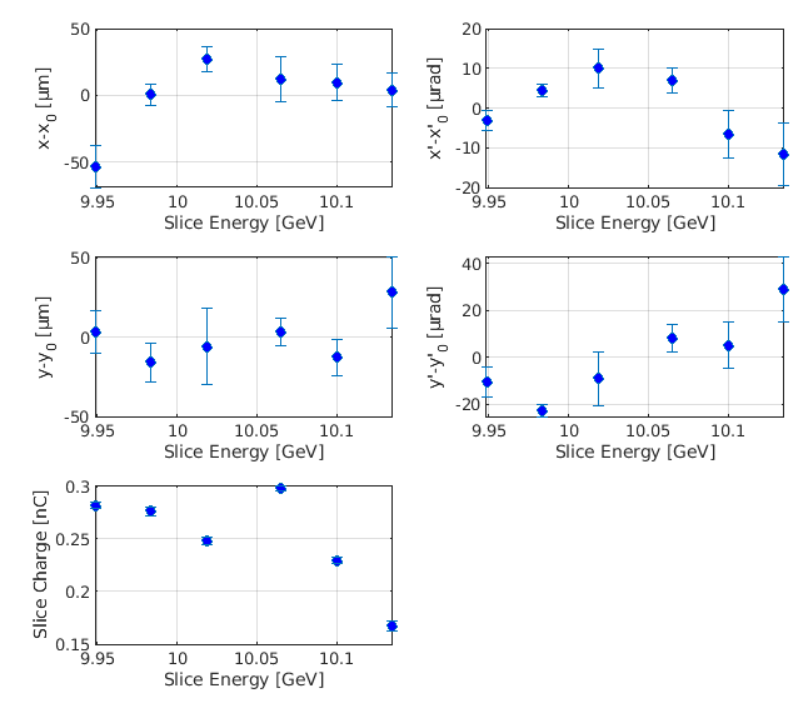 50
0
-50
x-x₀ [µm]
9.95 10 10.05 10.1
Slice Energy [GeV]
20
10
0
-10
-20
x'-x'₀ [µrad]
9.95 10 10.05 10.1
Slice Energy [GeV]
50
0
-50
y-y₀ [µm]
9.95 10 10.05 10.1
Slice Energy [GeV]
40
20
0
-20
y'-y'₀ [µrad]
9.95 10 10.05 10.1
Slice Energy [GeV]
0.3
0.25
0.2
0.15
Slice Charge [nC]
9.95 10 10.05 10.1
Slice Energy [GeV]